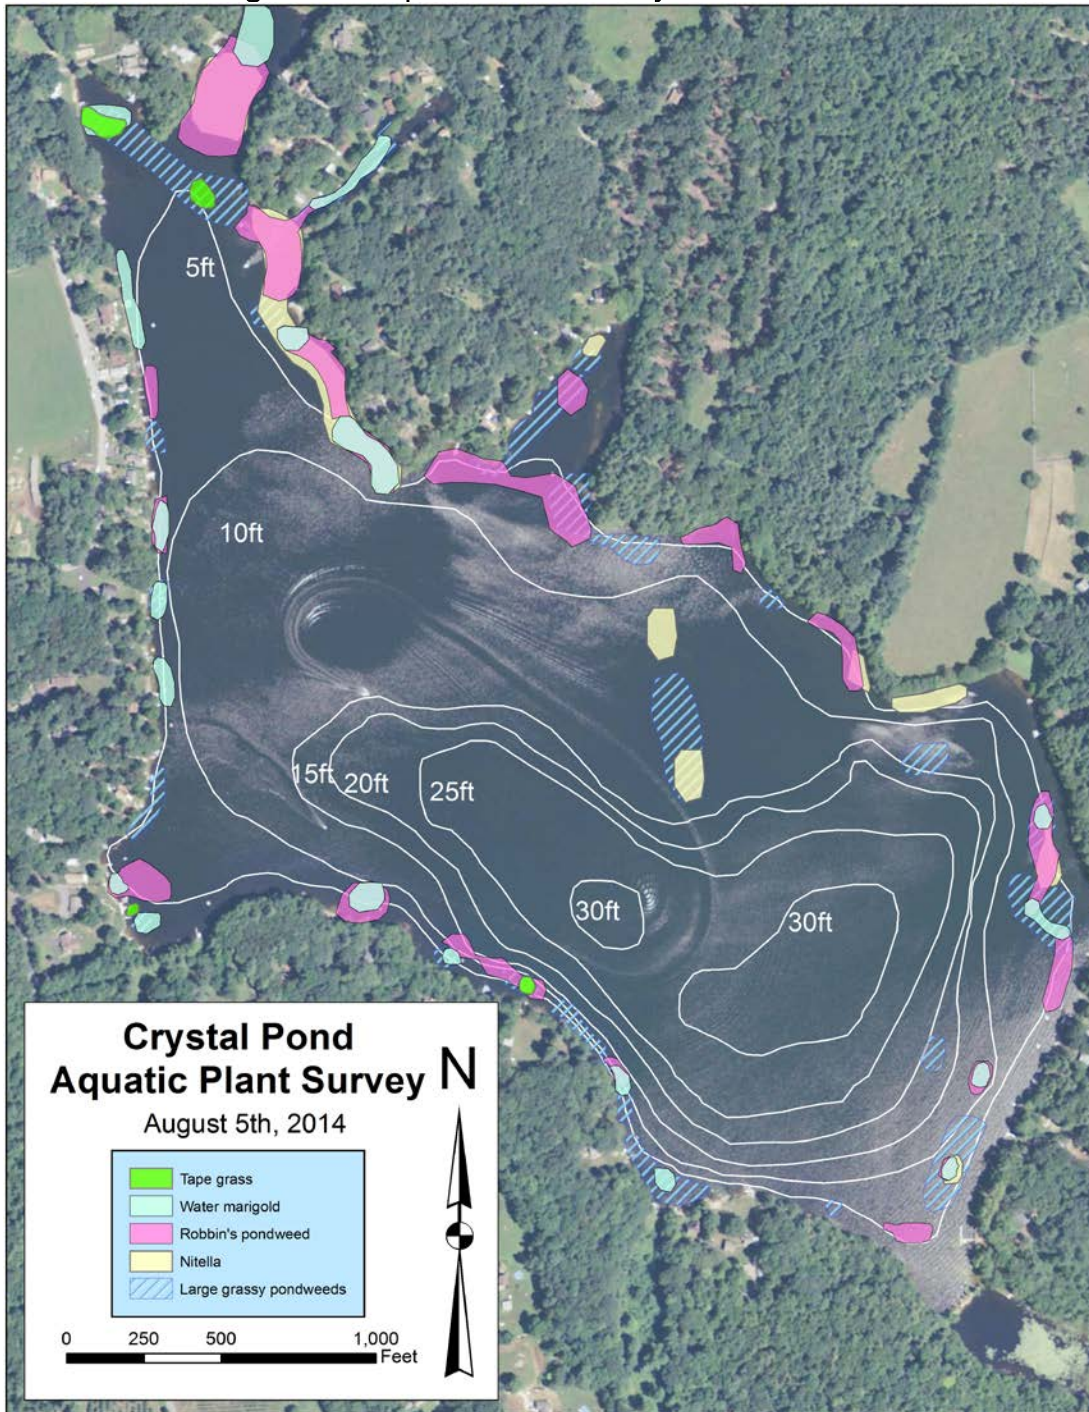 5ft
10ft
15ft
20ft
25ft
30ft
30ft
Crystal Pond
Aquatic Plant Survey
N
August 5th, 2014
Tape grass
Water marigold
Robbin's pondweed
Nitella
Large grassy pondweeds
0 250 500 1,000
Feet